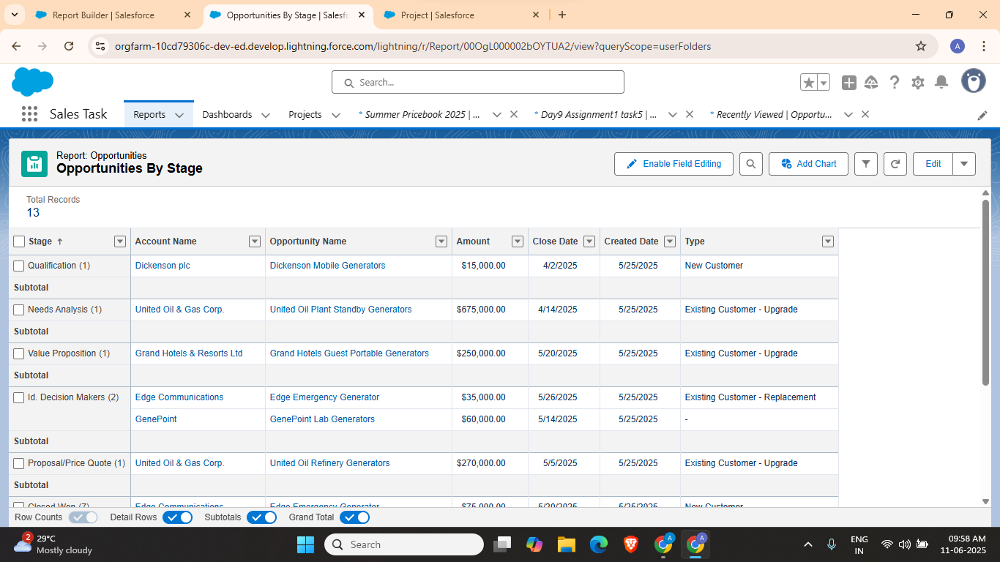 Report Builder | Salesforce
Opportunities By Stage | Salesf
Project | Salesforce
orgfarm-10cd79306c-dev-ed.develop.lightning.force.com/lightning/r/Report/00OgL000002bOYTUA2/view?queryScope=userFolders
A
Search...
Sales Task
Reports
Dashboards
Projects
* Summer Pricebook 2025 | ...
* Day9 Assignment1 task5 | ...
* Recently Viewed | Opportu...
Report: Opportunities
Opportunities By Stage
Enable Field Editing
Add Chart
Edit
Total Records
13
Stage ↑ Account Name Opportunity Name Amount Close Date Created Date Type
Qualification (1) Dickenson plc Dickenson Mobile Generators $15,000.00 4/2/2025 5/25/2025 New Customer
Subtotal
Needs Analysis (1) United Oil & Gas Corp. United Oil Plant Standby Generators $675,000.00 4/14/2025 5/25/2025 Existing Customer - Upgrade
Subtotal
Value Proposition (1) Grand Hotels & Resorts Ltd Grand Hotels Guest Portable Generators $250,000.00 5/20/2025 5/25/2025 Existing Customer - Upgrade
Subtotal
Id. Decision Makers (2) Edge Communications Edge Emergency Generator $35,000.00 5/26/2025 5/25/2025 Existing Customer - Replacement
GenePoint GenePoint Lab Generators $60,000.00 5/14/2025 5/25/2025 -
Subtotal
Proposal/Price Quote (1) United Oil & Gas Corp. United Oil Refinery Generators $270,000.00 5/5/2025 5/25/2025 Existing Customer - Upgrade
Subtotal
Closed Won (7) Edge Communications Edge Emergency Generator $75,000.00 5/20/2025 5/25/2025 New Customer
Row Counts Detail Rows Subtotals Grand Total
2
29°C
Mostly cloudy
Search
A
A
ENG
IN
09:58 AM
11-06-2025